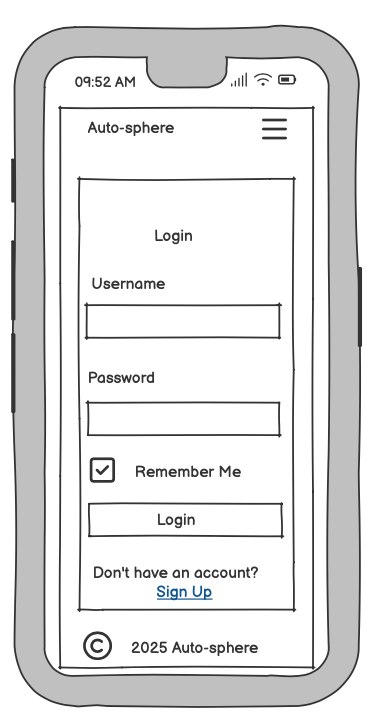 09:52 AM
Auto-sphere
Login
Username
Password
Remember Me
Login
Don't have an account?
Sign Up
© 2025 Auto-sphere